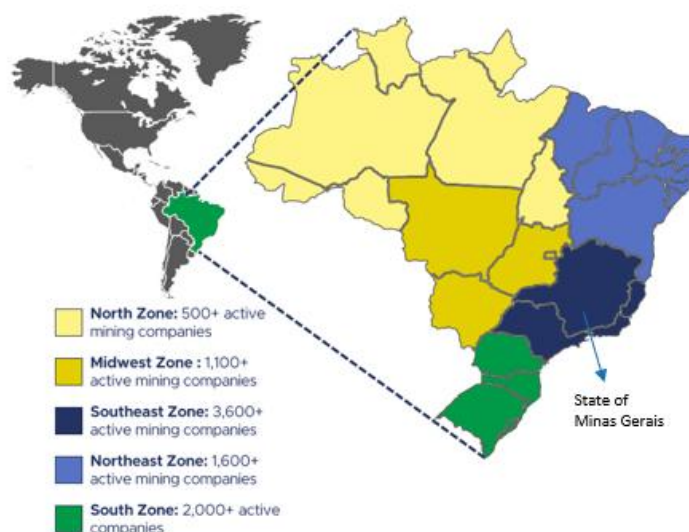 North Zone: 500+ active
mining companies
Midwest Zone : 1,100+
active mining companies
Southeast Zone: 3,600+
active mining companies
Northeast Zone: 1,600+
active mining companies
South Zone: 2,000+ active
companies
State of
Minas Gerais